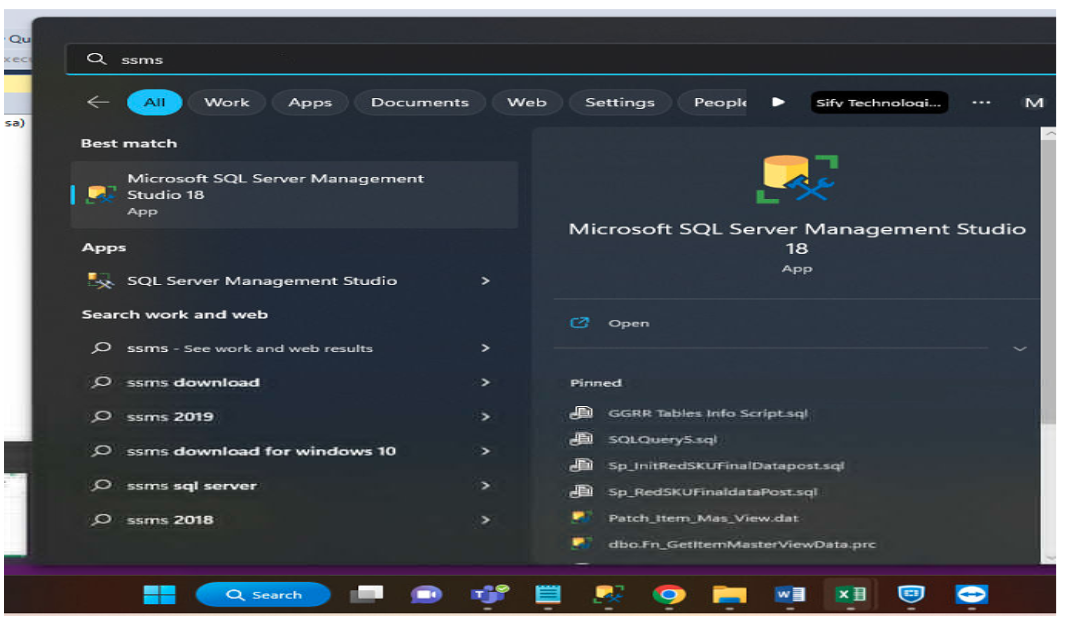 Qu
sa)
ssms
All Work Apps Documents Web Settings People Sify Technologi... ... M
Best match
Microsoft SQL Server Management
Studio 18
App
Apps
SQL Server Management Studio
Search work and web
ssms - See work and web results
ssms download
ssms 2019
ssms download for windows 10
ssms sql server
ssms 2018
Microsoft SQL Server Management Studio
18
App
Open
Pinned
GGRR Tables Info Script.sql
SQLQuery5.sql
Sp_InitRedSKUFinalDatapost.sql
Sp_RedSKUFinaldataPost.sql
Patch_Item_Mas_View.dat
dbo.Fn_GetItemMasterViewData.prc
Search